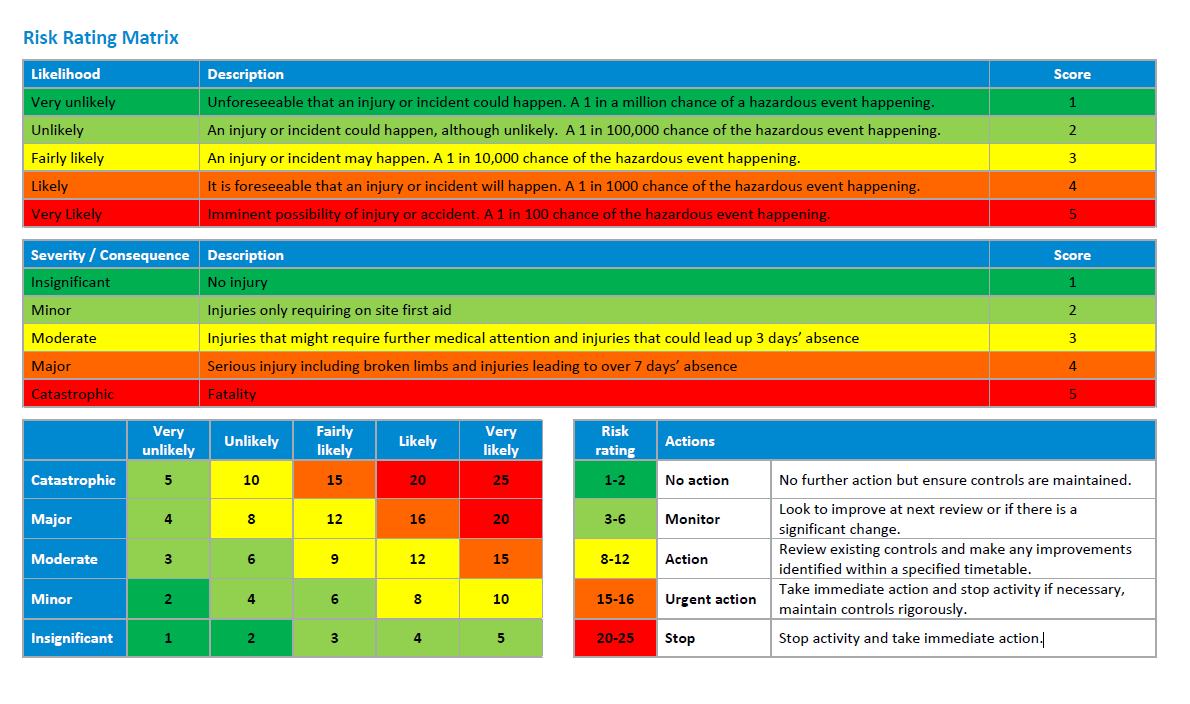 Risk Rating Matrix
Likelihood Description Score
Very unlikely Unforeseeable that an injury or incident could happen. A 1 in a million chance of a hazardous event happening. 1
Unlikely An injury or incident could happen, although unlikely.  A 1 in 100,000 chance of the hazardous event happening. 2
Fairly likely An injury or incident may happen. A 1 in 10,000 chance of the hazardous event happening. 3
Likely It is foreseeable that an injury or incident will happen. A 1 in 1000 chance of the hazardous event happening. 4
Very Likely Imminent possibility of injury or accident. A 1 in 100 chance of the hazardous event happening. 5
Severity / Consequence Description Score
Insignificant No injury 1
Minor Injuries only requiring on site first aid 2
Moderate Injuries that might require further medical attention and injuries that could lead up 3 days’ absence 3
Major Serious injury including broken limbs and injuries leading to over 7 days’ absence 4
Catastrophic Fatality 5
Very
unlikely
Unlikely
Fairly
likely
Likely
Very
likely
Catastrophic 5 10 15 20 25
Major 4 8 12 16 20
Moderate 3 6 9 12 15
Minor 2 4 6 8 10
Insignificant 1 2 3 4 5
Risk
rating
Actions
1-2 No action No further action but ensure controls are maintained.
3-6 Monitor Look to improve at next review or if there is a
significant change.
8-12 Action Review existing controls and make any improvements
identified within a specified timetable.
15-16 Urgent action Take immediate action and stop activity if necessary,
maintain controls rigorously.
20-25 Stop Stop activity and take immediate action.